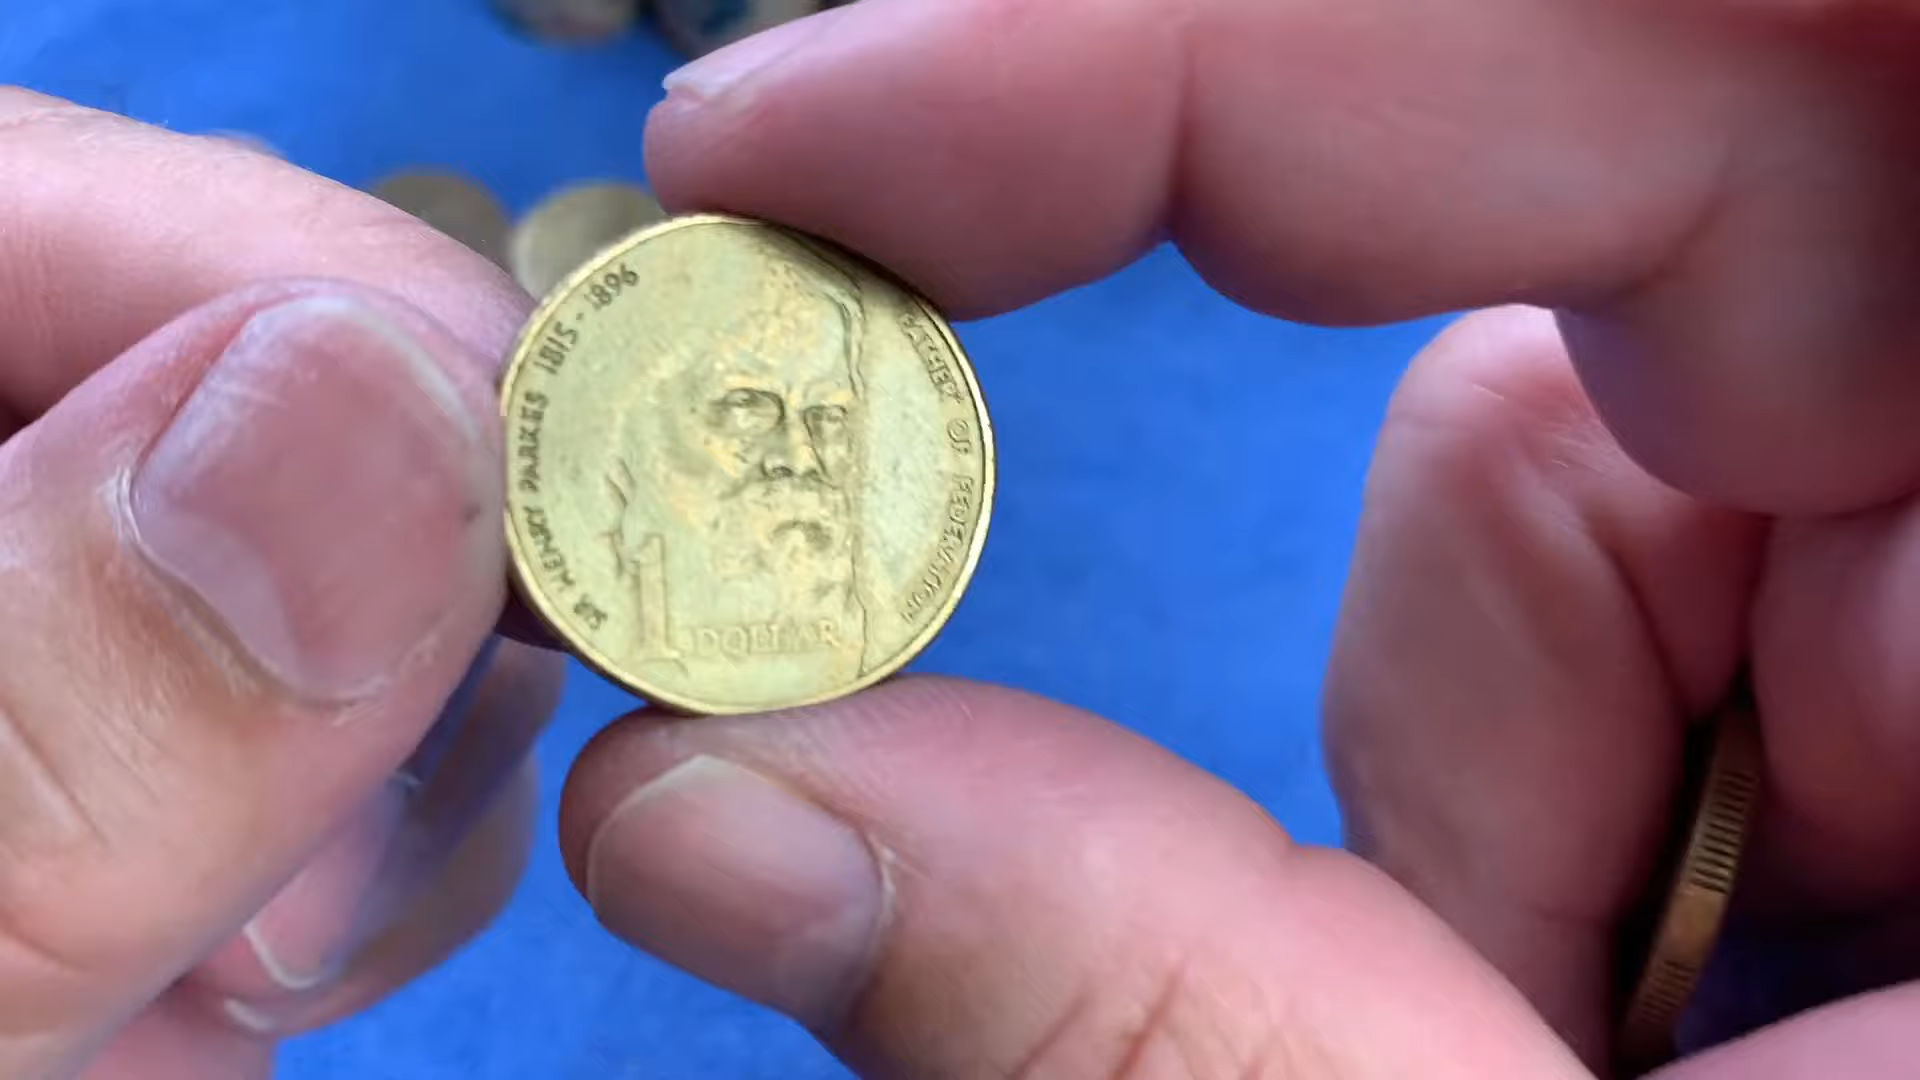 SIR HENRY PARKES 1815 - 1896
FATHER OF FEDERATION
1 DOLLAR